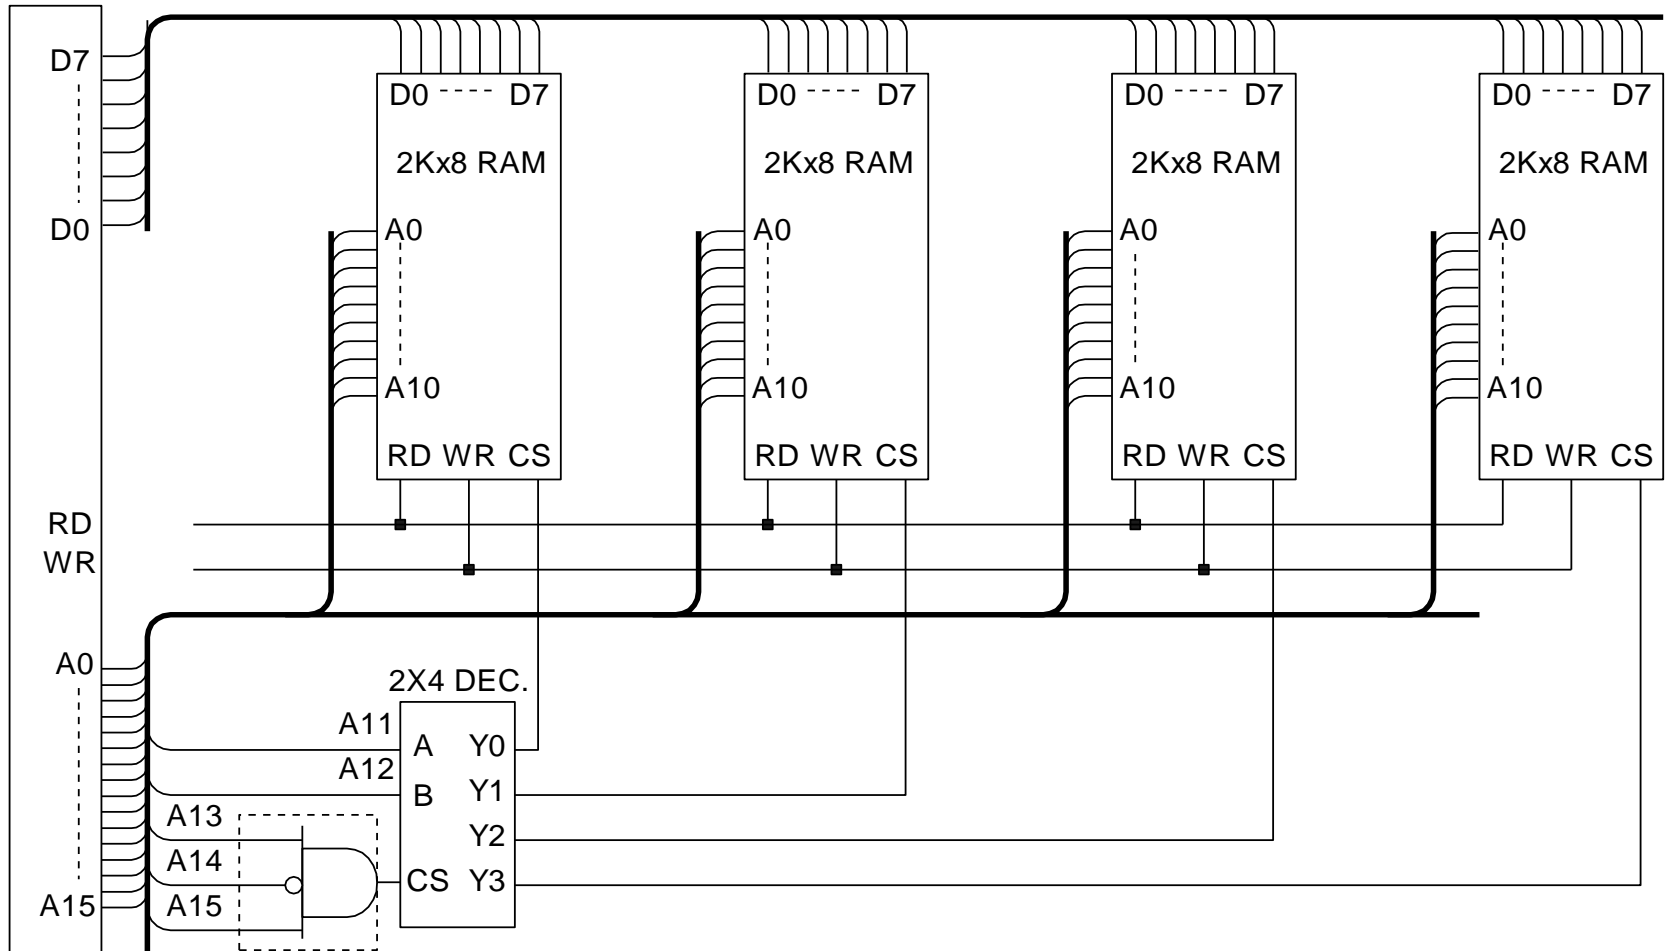 D7
D0
D0 D7
2Kx8 RAM
A0
A10
RD WR CS
D0 D7
2Kx8 RAM
A0
A10
RD WR CS
D0 D7
2Kx8 RAM
A0
A10
RD WR CS
D0 D7
2Kx8 RAM
A0
A10
RD WR CS
RD
WR
A0
A15
2X4 DEC.
A11
A12
A13
A14
A15
A Y0
B Y1
Y2
CS Y3